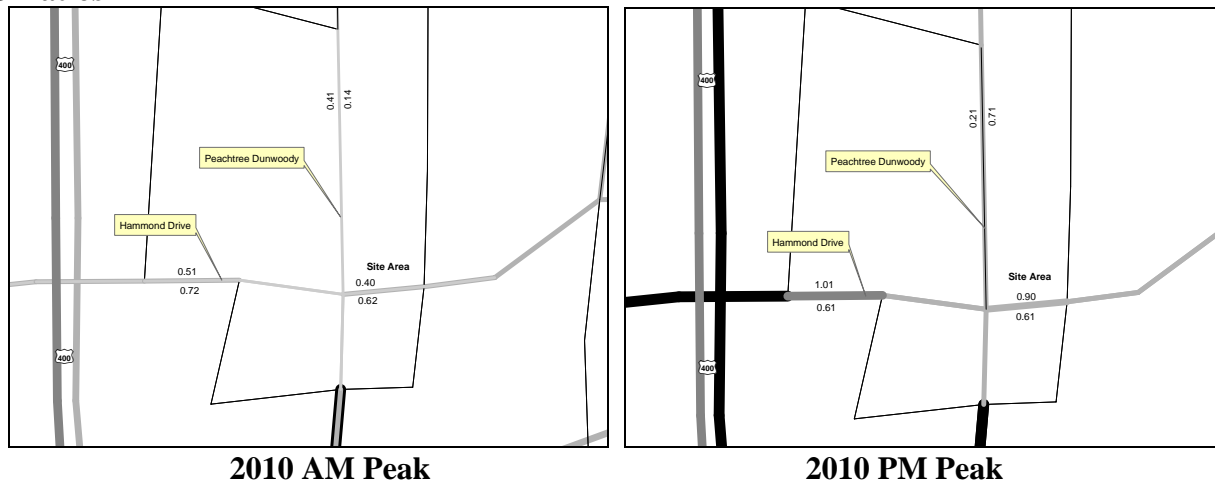 400
0.41
0.14
Peachtree Dunwoody
Hammond Drive
0.51
0.72
Site Area
0.40
0.62
400
2010 AM Peak
400
0.21
0.71
Peachtree Dunwoody
Hammond Drive
1.01
0.61
Site Area
0.90
0.61
400
2010 PM Peak